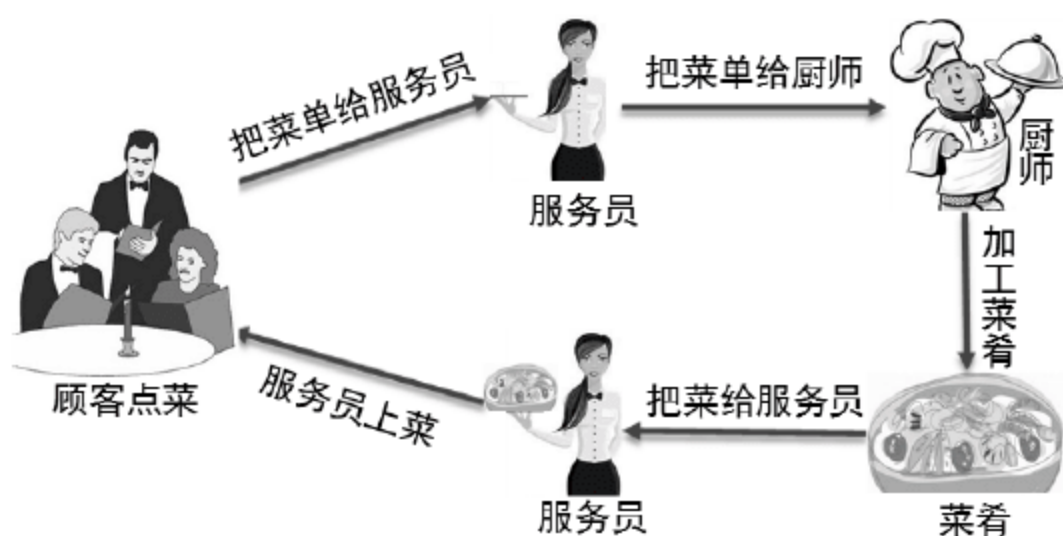 把菜单给服务员
把菜单给厨师
服务员
厨师
加工菜肴
顾客点菜
服务员上菜
把菜给服务员
服务员
菜肴